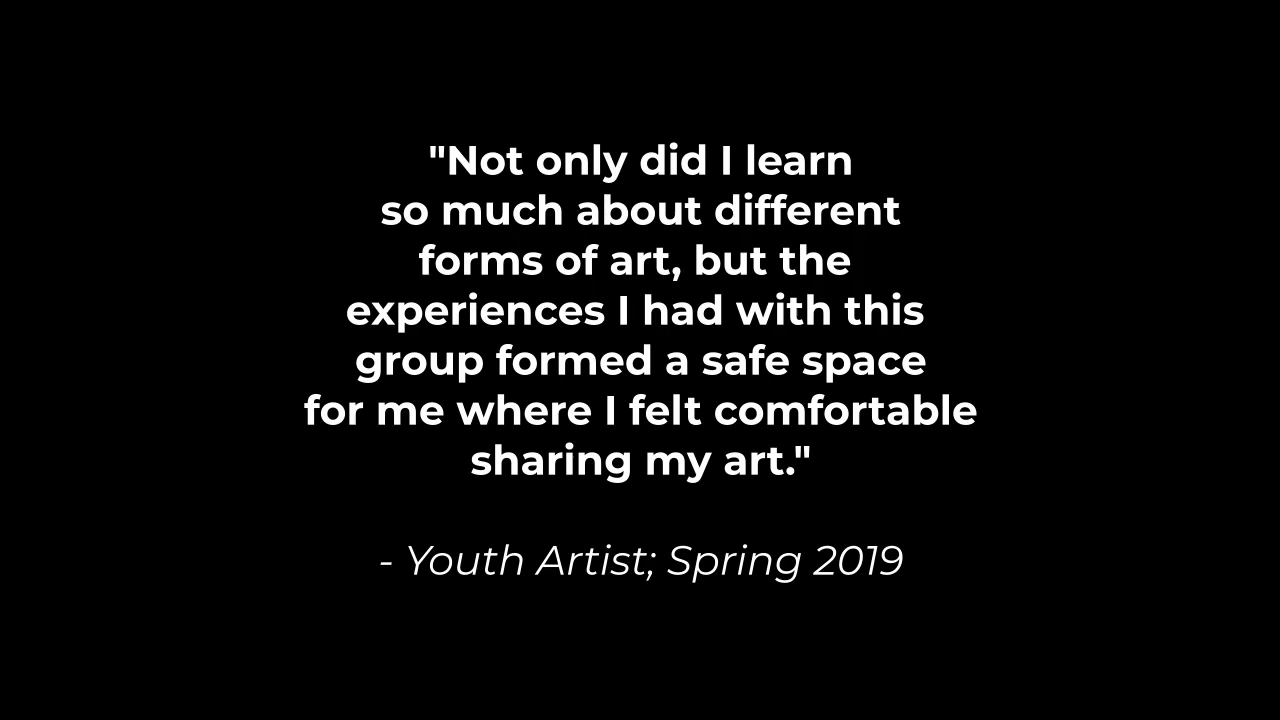 "Not only did I learn
so much about different
forms of art, but the
experiences I had with this
group formed a safe space
for me where I felt comfortable
sharing my art."
- Youth Artist; Spring 2019